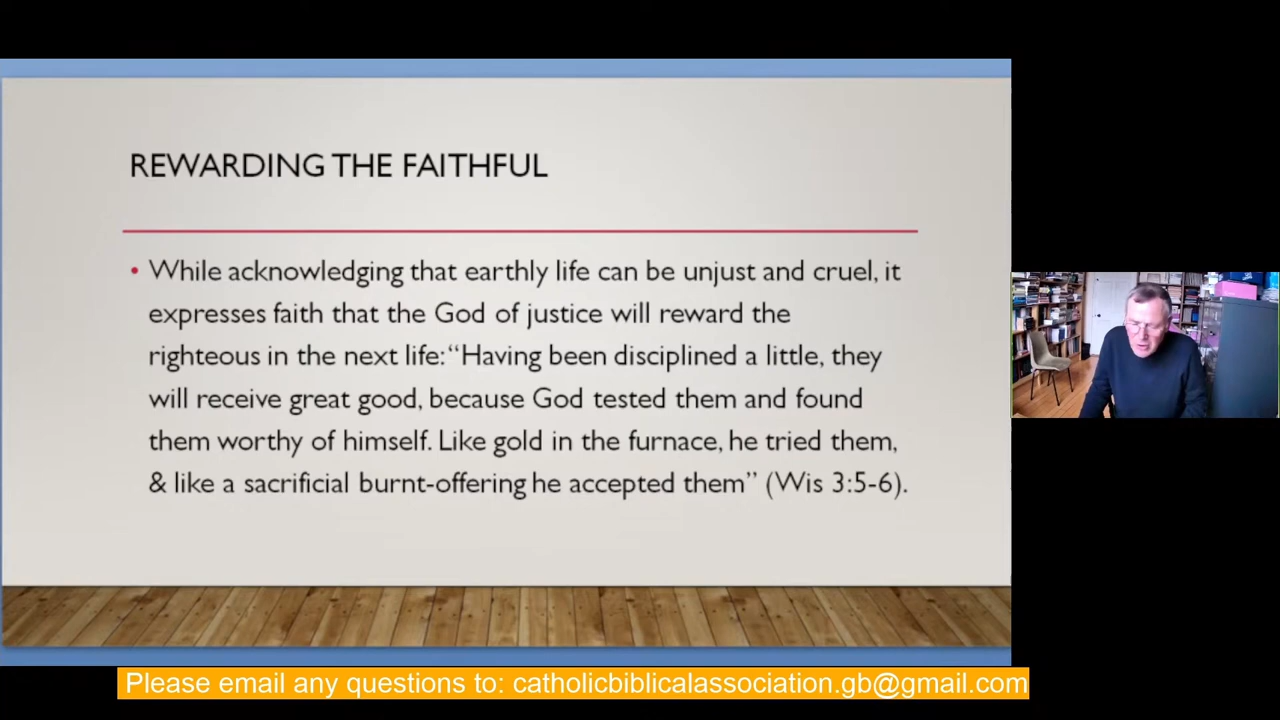 REWARDING THE FAITHFUL
• While acknowledging that earthly life can be unjust and cruel, it
expresses faith that the God of justice will reward the
righteous in the next life: “Having been disciplined a little, they
will receive great good, because God tested them and found
them worthy of himself. Like gold in the furnace, he tried them,
& like a sacrificial burnt-offering he accepted them” (Wis 3:5-6).
Please email any questions to: catholicbiblicalassociation.gb@gmail.com